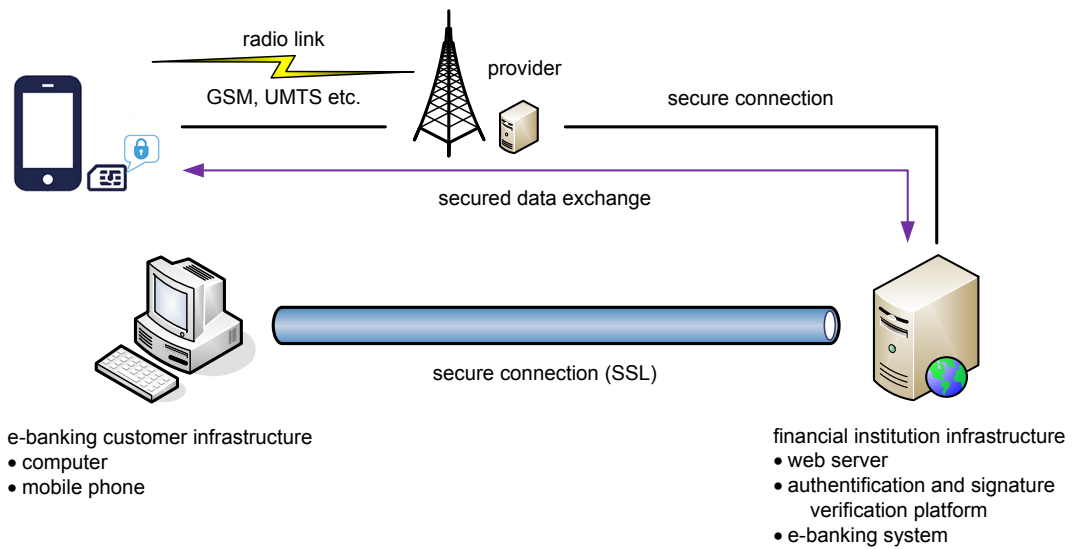 radio link
provider
GSM, UMTS etc.
secure connection
secured data exchange
secure connection (SSL)
e-banking customer infrastructure
• computer
• mobile phone
financial institution infrastructure
• web server
• authentification and signature
verification platform
• e-banking system